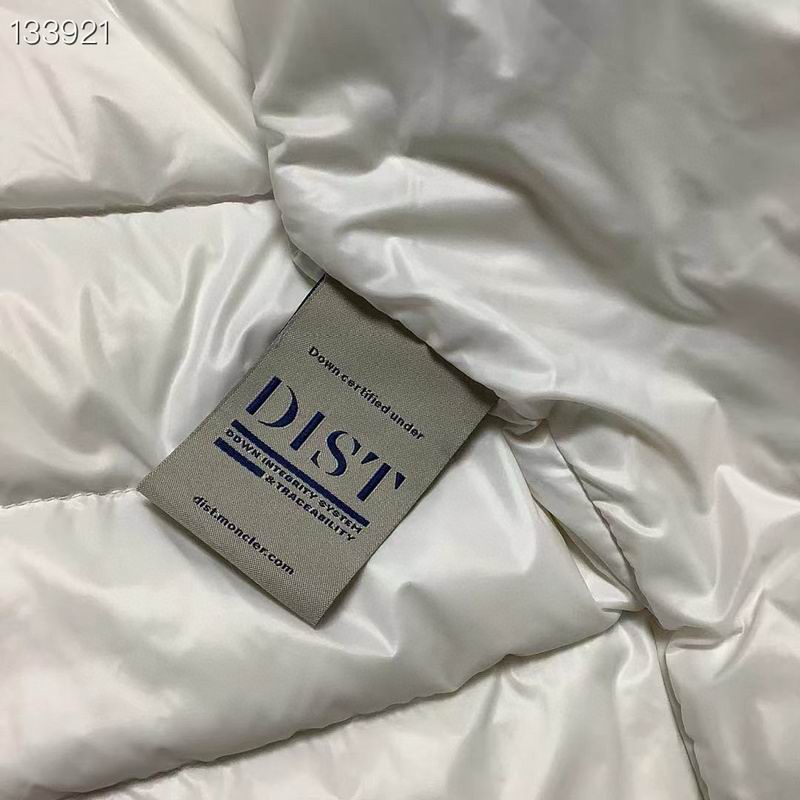 133921
Down certified under
DIST
DOWN INTEGRITY SYSTEM
& TRACEABILITY
dist.moncler.com